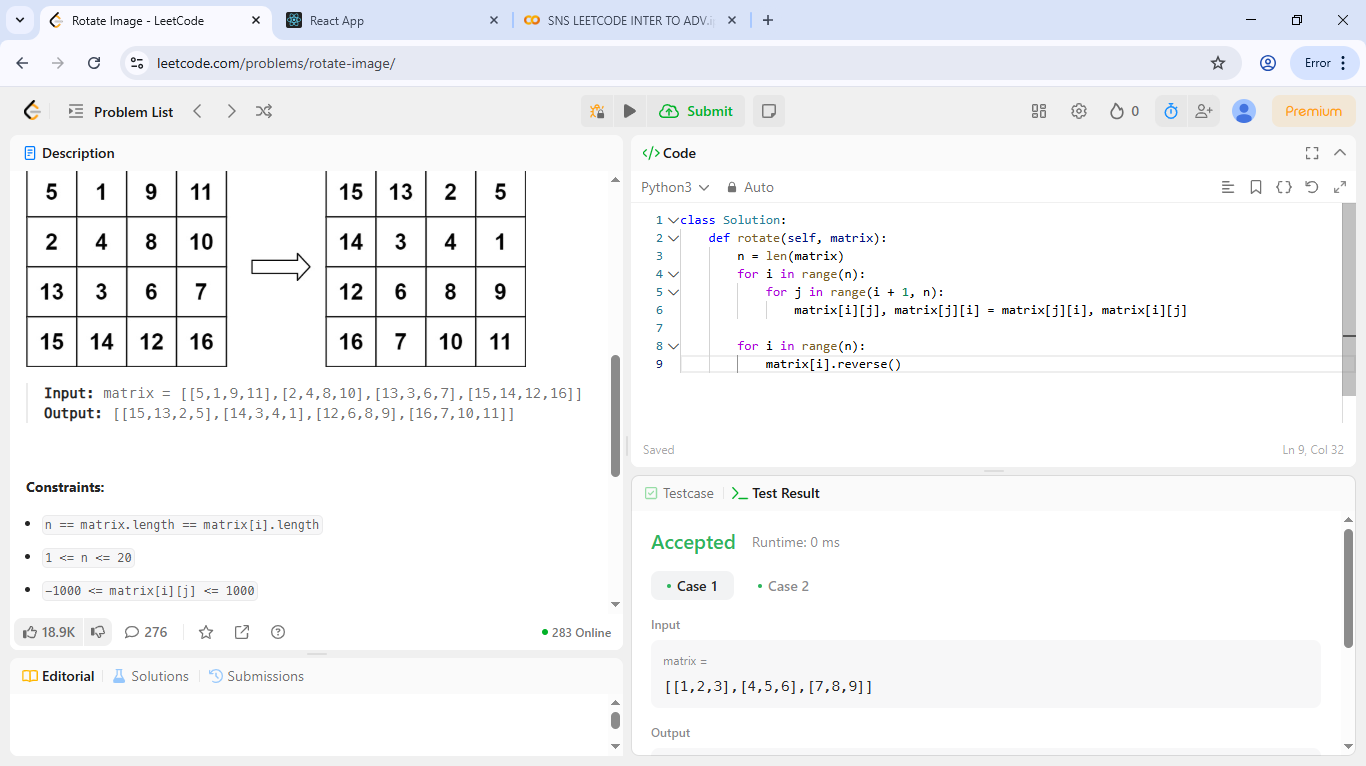 Rotate Image - LeetCode
React App
SNS LEETCODE INTER TO ADV.
leetcode.com/problems/rotate-image/
Error
Problem List
Submit
0
Premium
Description
5 1 9 11
2 4 8 10
13 3 6 7
15 14 12 16
15 13 2 5
14 3 4 1
12 6 8 9
16 7 10 11
Input: matrix = [[5,1,9,11],[2,4,8,10],[13,3,6,7],[15,14,12,16]]
Output: [[15,13,2,5],[14,3,4,1],[12,6,8,9],[16,7,10,11]]
Constraints:
n == matrix.length == matrix[i].length
1 <= n <= 20
-1000 <= matrix[i][j] <= 1000
18.9K
276
283 Online
Editorial
Solutions
Submissions
</> Code
Python3
Auto
1 class Solution:
2 def rotate(self, matrix):
3 n = len(matrix)
4 for i in range(n):
5 for j in range(i + 1, n):
6 matrix[i][j], matrix[j][i] = matrix[j][i], matrix[i][j]
7
8 for i in range(n):
9 matrix[i].reverse()
Saved
Ln 9, Col 32
Testcase
Test Result
Accepted
Runtime: 0 ms
Case 1
Case 2
Input
matrix =
[[1,2,3],[4,5,6],[7,8,9]]
Output